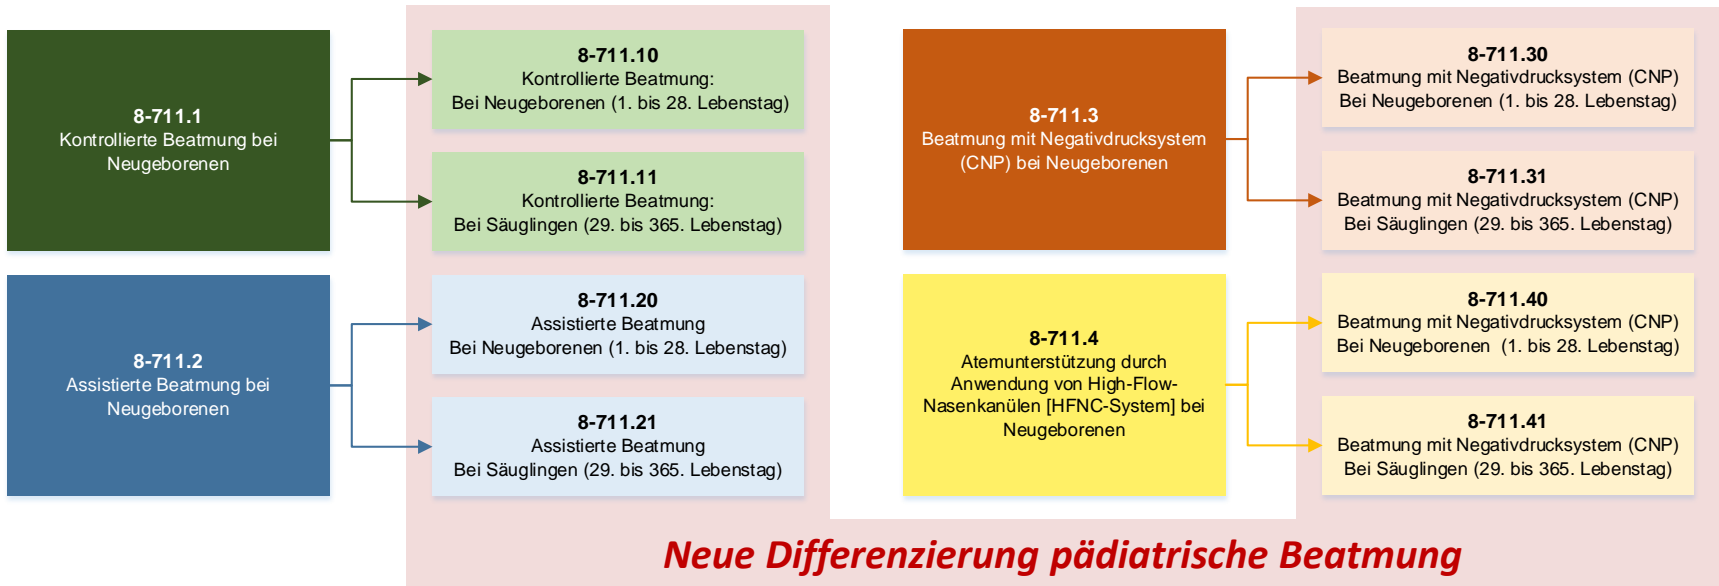 8-711.1
Kontrollierte Beatmung bei
Neugeborenen
8-711.10
Kontrollierte Beatmung:
Bei Neugeborenen (1. bis 28. Lebenstag)
8-711.11
Kontrollierte Beatmung:
Bei Säuglingen (29. bis 365. Lebenstag)
8-711.2
Assistierte Beatmung bei
Neugeborenen
8-711.20
Assistierte Beatmung
Bei Neugeborenen (1. bis 28. Lebenstag)
8-711.21
Assistierte Beatmung
Bei Säuglingen (29. bis 365. Lebenstag)
8-711.3
Beatmung mit Negativdrucksystem
(CNP) bei Neugeborenen
8-711.30
Beatmung mit Negativdrucksystem (CNP)
Bei Neugeborenen (1. bis 28. Lebenstag)
8-711.31
Beatmung mit Negativdrucksystem (CNP)
Bei Säuglingen (29. bis 365. Lebenstag)
8-711.4
Atemunterstützung durch
Anwendung von High-Flow-
Nasenkanülen [HFNC-System] bei
Neugeborenen
8-711.40
Beatmung mit Negativdrucksystem (CNP)
Bei Neugeborenen (1. bis 28. Lebenstag)
8-711.41
Beatmung mit Negativdrucksystem (CNP)
Bei Säuglingen (29. bis 365. Lebenstag)
Neue Differenzierung pädiatrische Beatmung